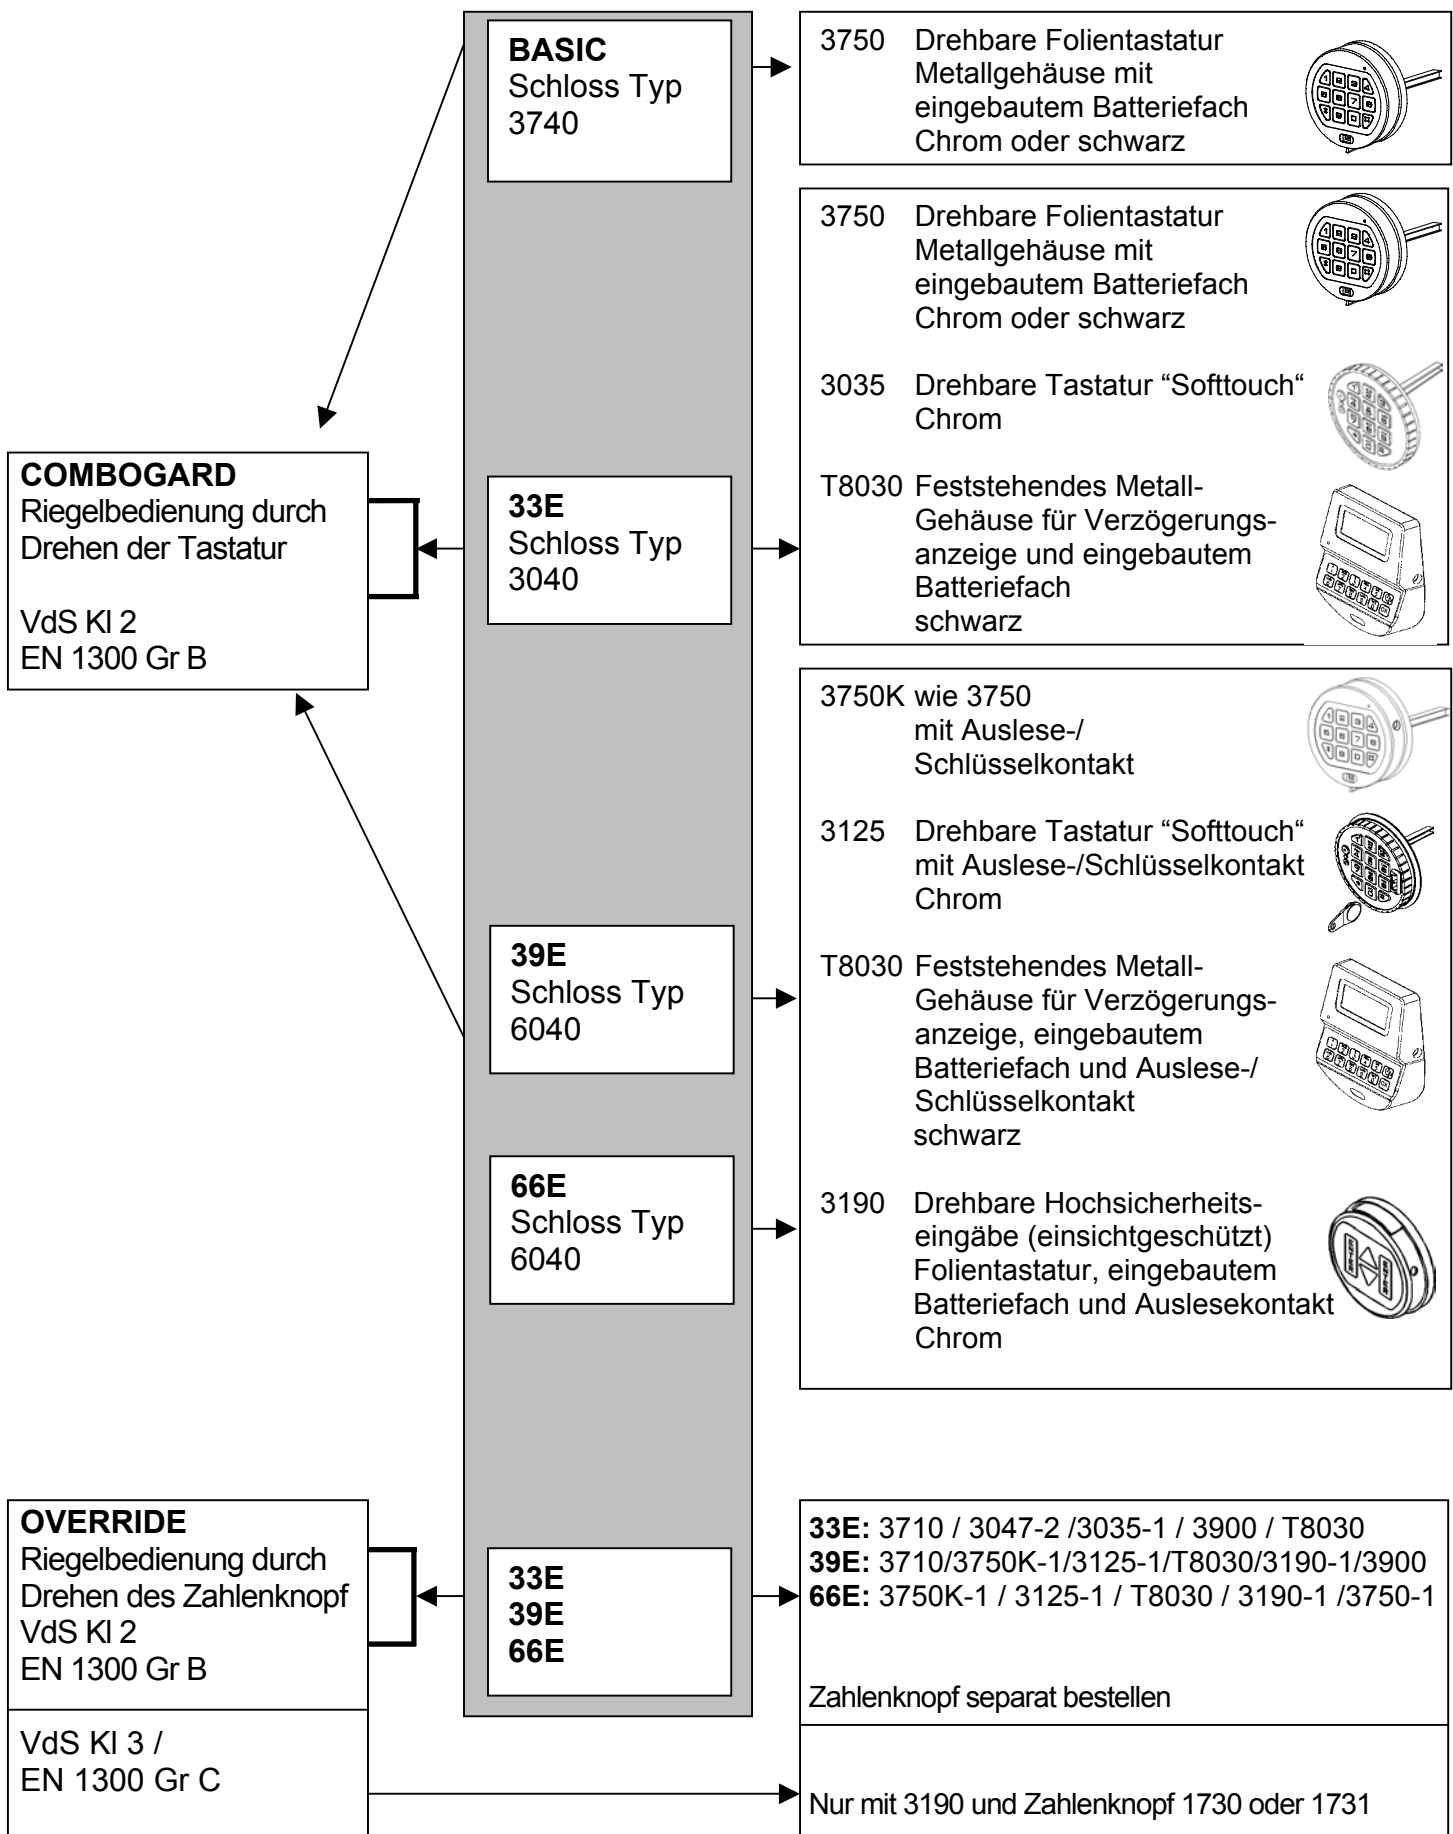 BASIC
Schloss Typ
3740
3750 Drehbare Folientastatur
Metallgehäuse mit
eingebautem Batteriefach
Chrom oder schwarz
3750 Drehbare Folientastatur
Metallgehäuse mit
eingebautem Batteriefach
Chrom oder schwarz
3035 Drehbare Tastatur “Softtouch“
Chrom
T8030 Feststehendes Metall-
Gehäuse für Verzögerungs-
anzeige und eingebautem
Batteriefach
schwarz
COMBOGARD
Riegelbedienung durch
Drehen der Tastatur
VdS Kl 2
EN 1300 Gr B
33E
Schloss Typ
3040
3750K wie 3750
mit Auslese-/
Schlüsselkontakt
3125 Drehbare Tastatur “Softtouch“
mit Auslese-/Schlüsselkontakt
Chrom
T8030 Feststehendes Metall-
Gehäuse für Verzögerungs-
anzeige, eingebautem
Batteriefach und Auslese-/
Schlüsselkontakt
schwarz
3190 Drehbare Hochsicherheits-
eingäbe (einsichtgeschützt)
Folientastatur, eingebautem
Batteriefach und Auslesekontakt
Chrom
39E
Schloss Typ
6040
66E
Schloss Typ
6040
OVERRIDE
Riegelbedienung durch
Drehen des Zahlenknopf
VdS Kl 2
EN 1300 Gr B
VdS Kl 3 /
EN 1300 Gr C
33E
39E
66E
33E: 3710 / 3047-2 /3035-1 / 3900 / T8030
39E: 3710/3750K-1/3125-1/T8030/3190-1/3900
66E: 3750K-1 / 3125-1 / T8030 / 3190-1 /3750-1
Zahlenknopf separat bestellen
Nur mit 3190 und Zahlenknopf 1730 oder 1731